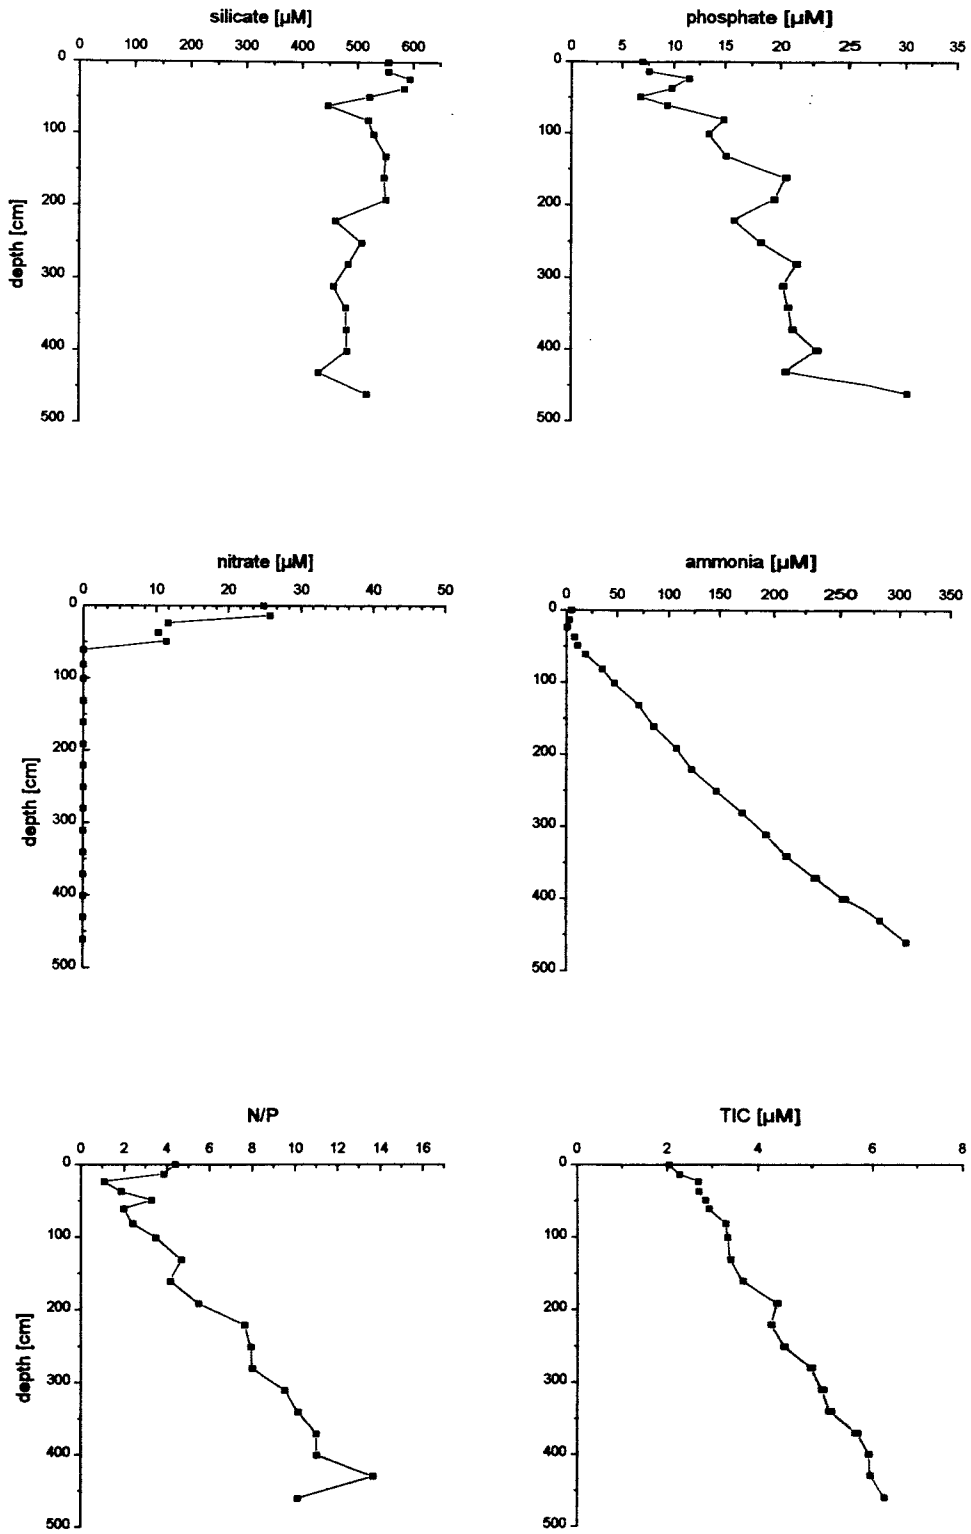 silicate [µM]
0 100 200 300 400 500 600
0
100
200
300
400
500
depth [cm]
phosphate [µM]
0 5 10 15 20 25 30 35
0
100
200
300
400
500
nitrate [µM]
0 10 20 30 40 50
0
100
200
300
400
500
depth [cm]
ammonia [µM]
0 50 100 150 200 250 300 350
0
100
200
300
400
500
N/P
0 2 4 6 8 10 12 14 16
0
100
200
300
400
500
depth [cm]
TIC [µM]
0 2 4 6 8
0
100
200
300
400
500